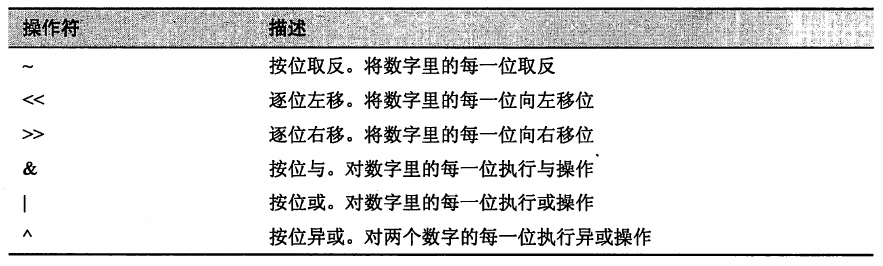 操作符 描述
~ 按位取反。将数字里的每一位取反
<< 逐位左移。将数字里的每一位向左移位
>> 逐位右移。将数字里的每一位向右移位
& 按位与。对数字里的每一位执行与操作
| 按位或。对数字里的每一位执行或操作
^ 按位异或。对两个数字的每一位执行异或操作